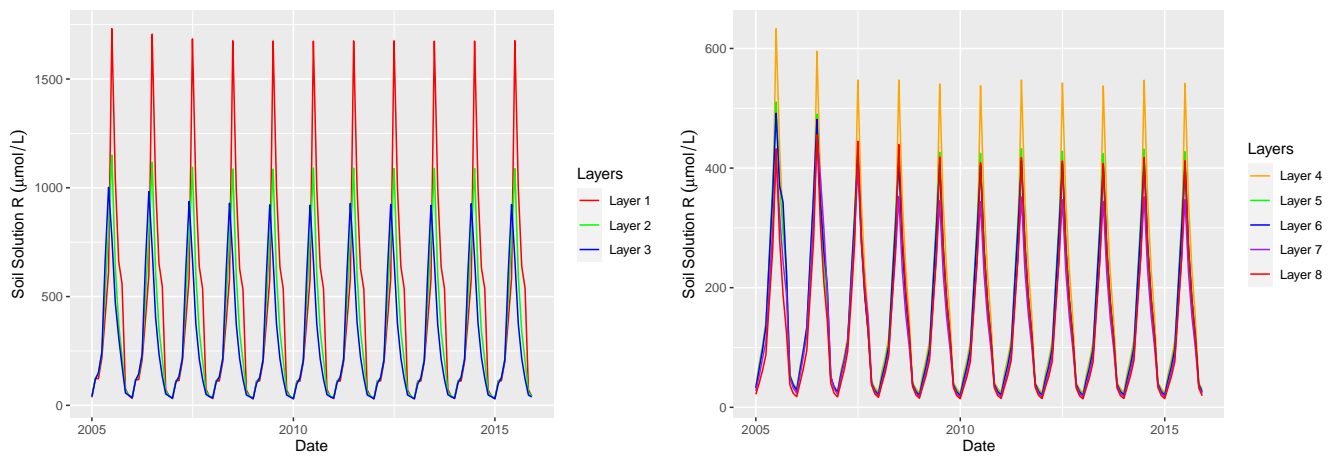 Soil Solution R (μmol/L)
1500
1000
500
0
2005
2010
2015
Date
Layers
Layer 1
Layer 2
Layer 3
Soil Solution R (μmol/L)
600
400
200
0
2005
2010
2015
Date
Layers
Layer 4
Layer 5
Layer 6
Layer 7
Layer 8